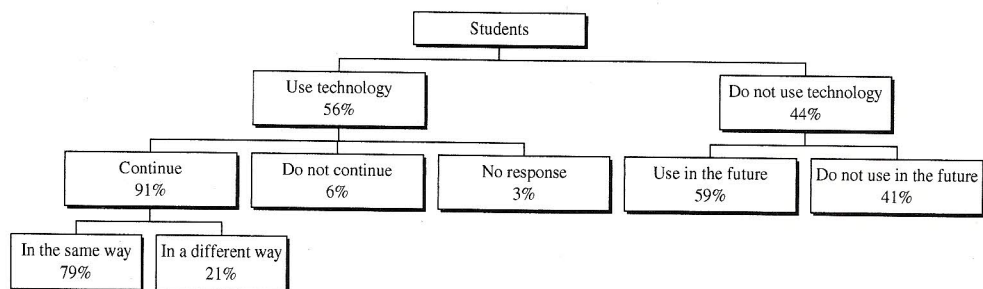 Students
Use technology
56%
Do not use technology
44%
Continue
91%
Do not continue
6%
No response
3%
Use in the future
59%
Do not use in the future
41%
In the same way
79%
In a different way
21%